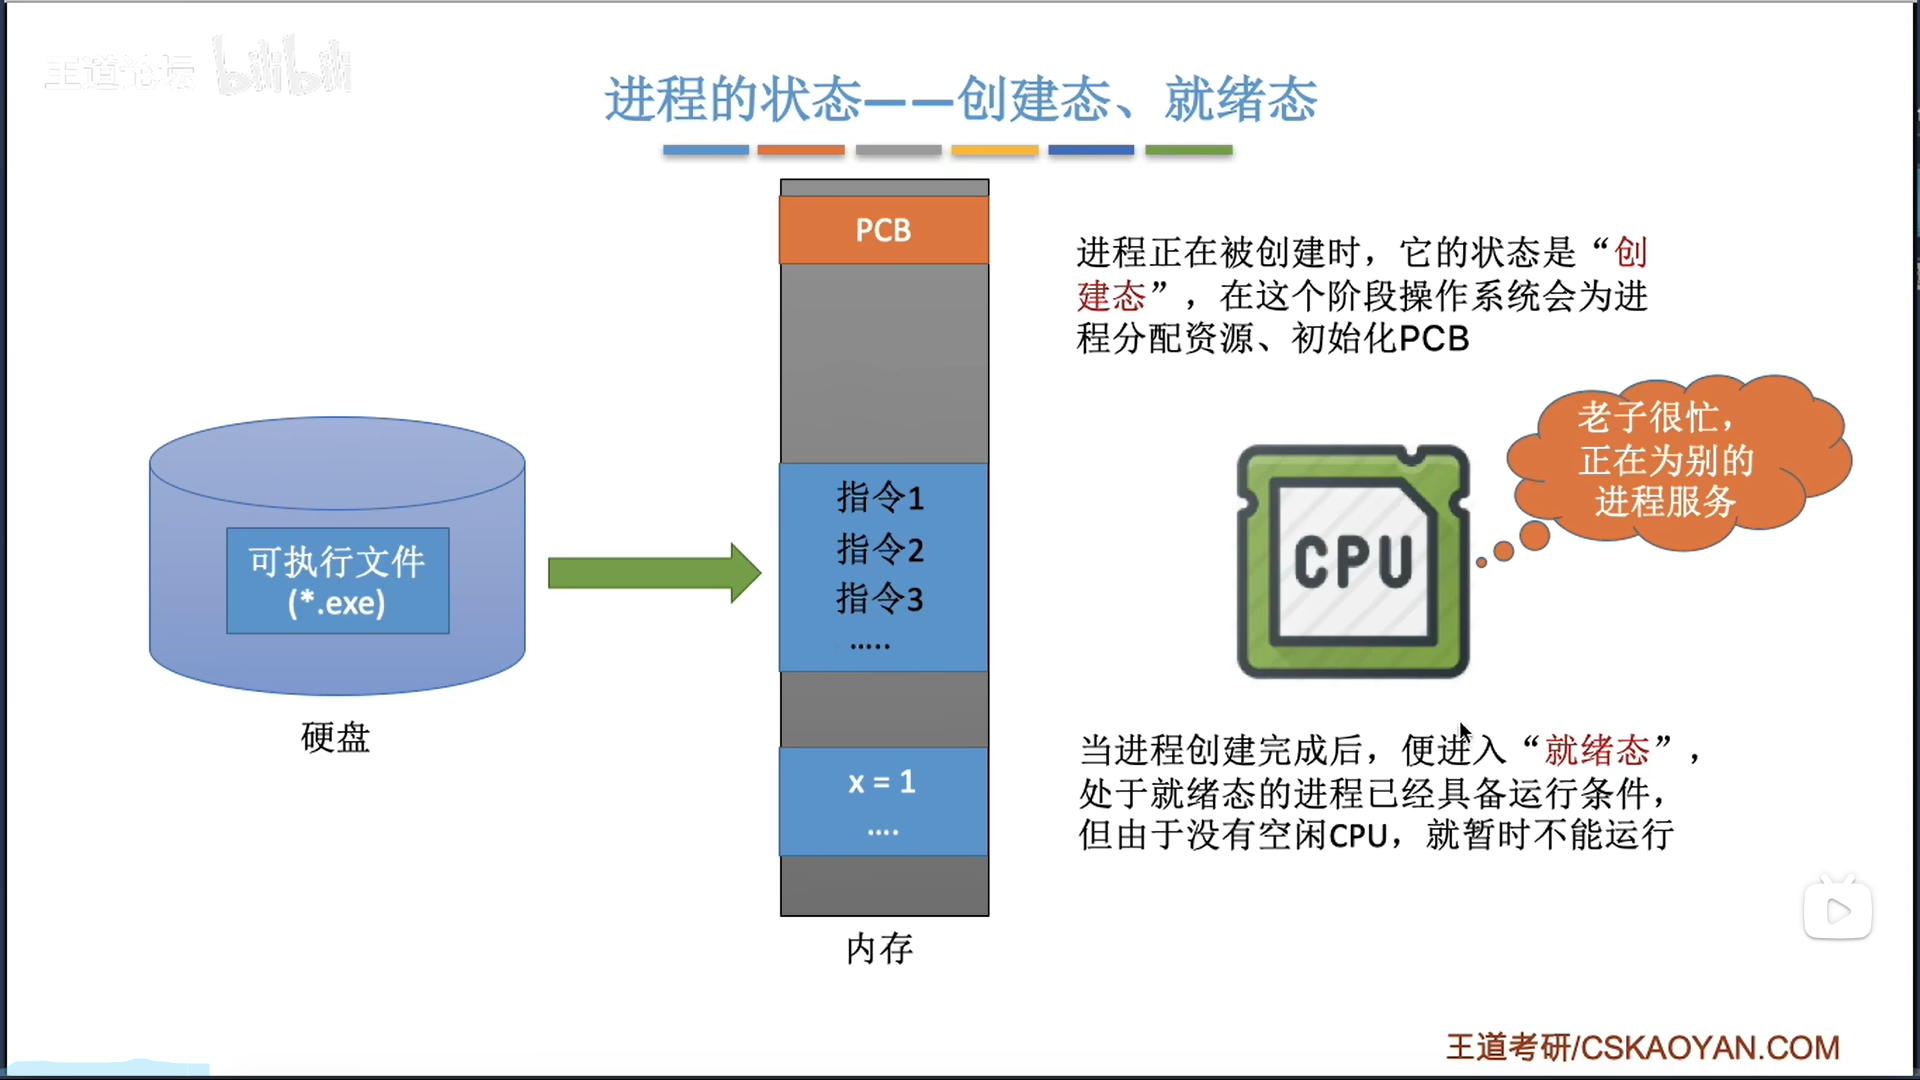 王道论坛 bilibili
进程的状态——创建态、就绪态
PCB
进程正在被创建时，它的状态是“创
建态”，在这个阶段操作系统会为进
程分配资源、初始化PCB
老子很忙，
正在为别的
进程服务
CPU
可执行文件
(*.exe)
硬盘
指令1
指令2
指令3
.....
x = 1
....
内存
当进程创建完成后，便进入“就绪态”，
处于就绪态的进程已经具备运行条件，
但由于没有空闲CPU，就暂时不能运行
王道考研/CSKAOYAN.COM